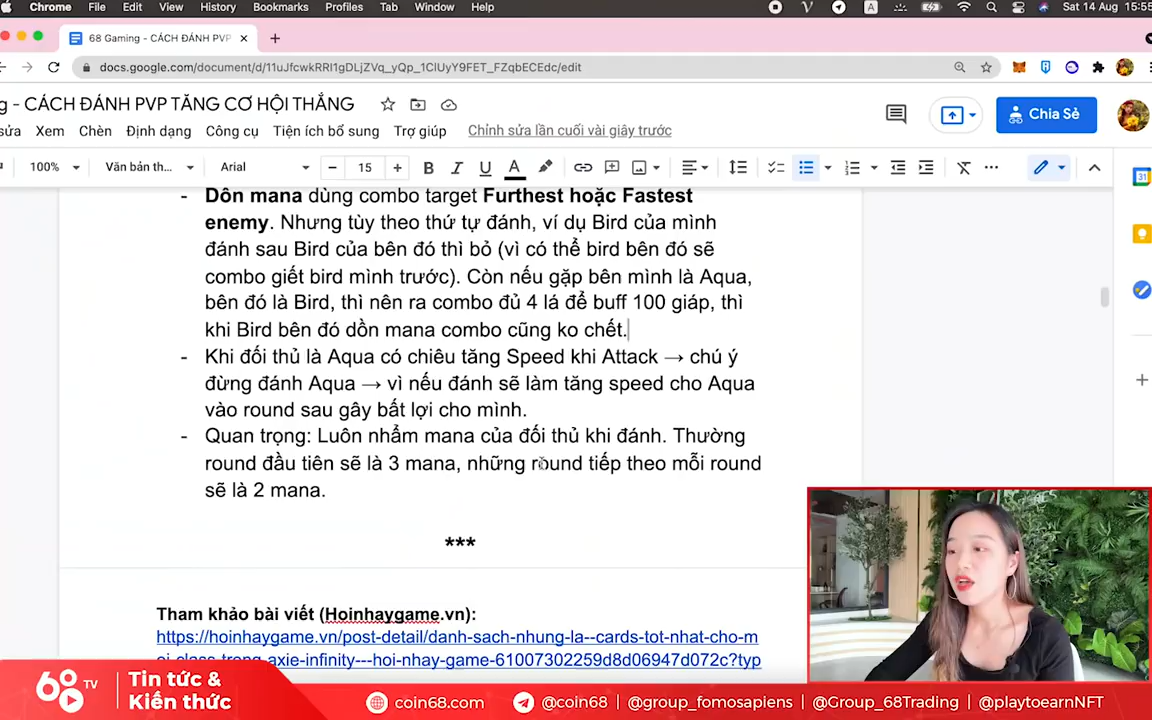 Chrome File Edit View History Bookmarks Profiles Tab Window Help
Sat 14 Aug 15:55
68 Gaming - CÁCH ĐÁNH PVP
docs.google.com/document/d/11uJfcwkRRI1gDLjZVq_yQp_1CIUyY9FET_FZqbECEdc/edit
g - CÁCH ĐÁNH PVP TĂNG CƠ HỘI THẮNG
Chia Sẻ
sửa Xem Chèn Định dạng Công cụ Tiện ích bổ sung Trợ giúp Chỉnh sửa lần cuối vài giây trước
100% Văn bản th... Arial 15
- Dồn mana dùng combo target Furthest hoặc Fastest
enemy. Nhưng tùy theo thứ tự đánh, ví dụ Bird của mình
đánh sau Bird của bên đó thì bỏ (vì có thể bird bên đó sẽ
combo giết bird mình trước). Còn nếu gặp bên mình là Aqua,
bên đó là Bird, thì nên ra combo đủ 4 lá để buff 100 giáp, thì
khi Bird bên đó dồn mana combo cũng ko chết.
- Khi đối thủ là Aqua có chiêu tăng Speed khi Attack → chú ý
đừng đánh Aqua → vì nếu đánh sẽ làm tăng speed cho Aqua
vào round sau gây bất lợi cho mình.
- Quan trọng: Luôn nhẩm mana của đối thủ khi đánh. Thường
round đầu tiên sẽ là 3 mana, những round tiếp theo mỗi round
sẽ là 2 mana.
***
Tham khảo bài viết (Hoinhaygame.vn):
https://hoinhaygame.vn/post-detail/danh-sach-nhung-la--cards-tot-nhat-cho-m
oi-class-trong-axie-infinity---hoi-nhay-game-61007302259d8d06947d072c?typ
68 TV
Tin tức &
Kiến thức
coin68.com @coin68 | @group_fomosapiens | @Group_68Trading | @playtoearnNFT